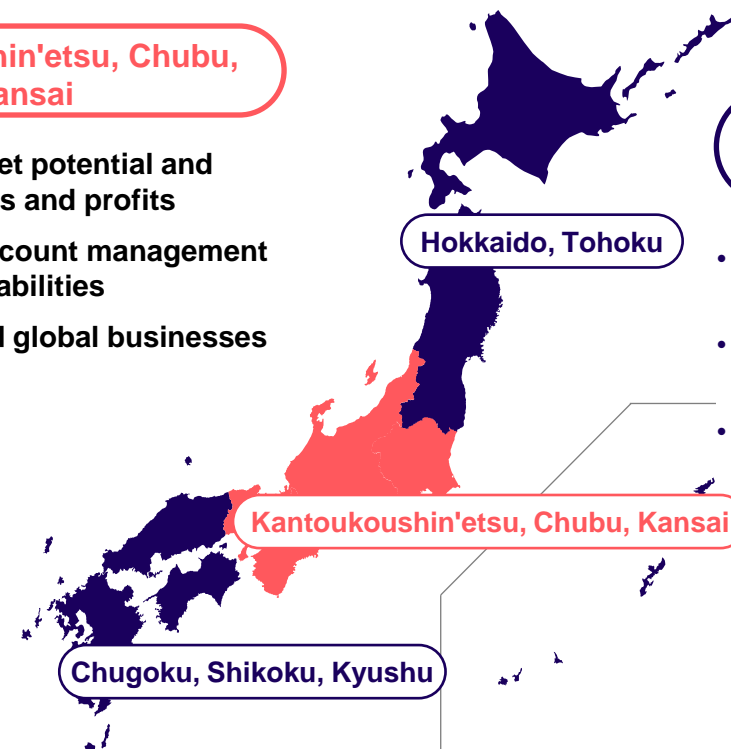 hin'etsu, Chubu,
ansai
et potential and
s and profits
count management
abilities
l global businesses
Hokkaido, Tohoku
•
•
•
Kantoukoushin'etsu, Chubu, Kansai
Chugoku, Shikoku, Kyushu